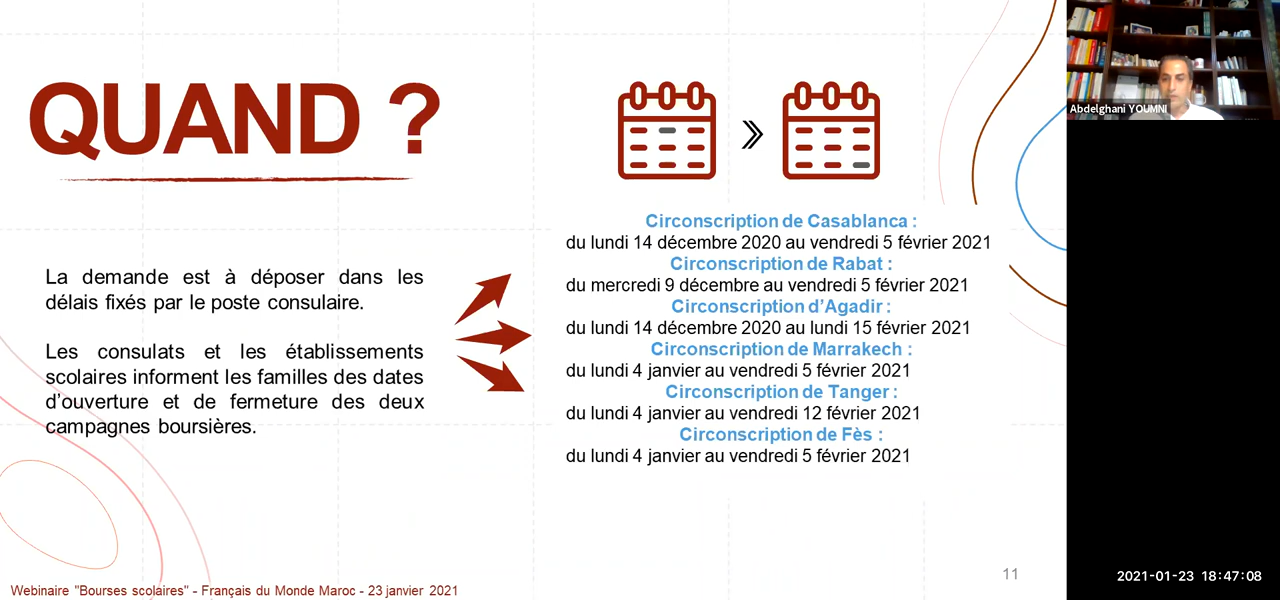 QUAND ?
La demande est à déposer dans les
délais fixés par le poste consulaire.
Les consulats et les établissements
scolaires informent les familles des dates
d’ouverture et de fermeture des deux
campagnes boursières.
Circonscription de Casablanca :
du lundi 14 décembre 2020 au vendredi 5 février 2021
Circonscription de Rabat :
du mercredi 9 décembre au vendredi 5 février 2021
Circonscription d’Agadir :
du lundi 14 décembre 2020 au lundi 15 février 2021
Circonscription de Marrakech :
du lundi 4 janvier au vendredi 5 février 2021
Circonscription de Tanger :
du lundi 4 janvier au vendredi 12 février 2021
Circonscription de Fès :
du lundi 4 janvier au vendredi 5 février 2021
11
Webinaire "Bourses scolaires" - Français du Monde Maroc - 23 janvier 2021
Abdelghani YOUMNI
2021-01-23 18:47:08